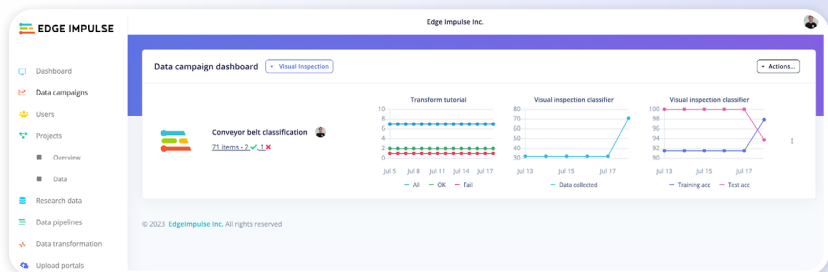 EDGE IMPULSE
Edge Impulse Inc.
Dashboard
Data campaigns
Users
Projects
Overview
Data
Research data
Data pipelines
Data transformation
Upload portals
Data campaign dashboard
Visual Inspection
Actions...
Conveyor belt classification
71 items - 2 ✓, 1 ✗
Transform tutorial
10
8
6
4
2
0
Jul 5 Jul 8 Jul 11 Jul 14 Jul 17
All OK Fail
Visual inspection classifier
80
70
60
50
40
30
Jul 13 Jul 15 Jul 17
Data collected
Visual inspection classifier
100
98
96
94
92
90
Jul 13 Jul 15 Jul 17
Training acc Test acc
© 2023 EdgeImpulse Inc. All rights reserved